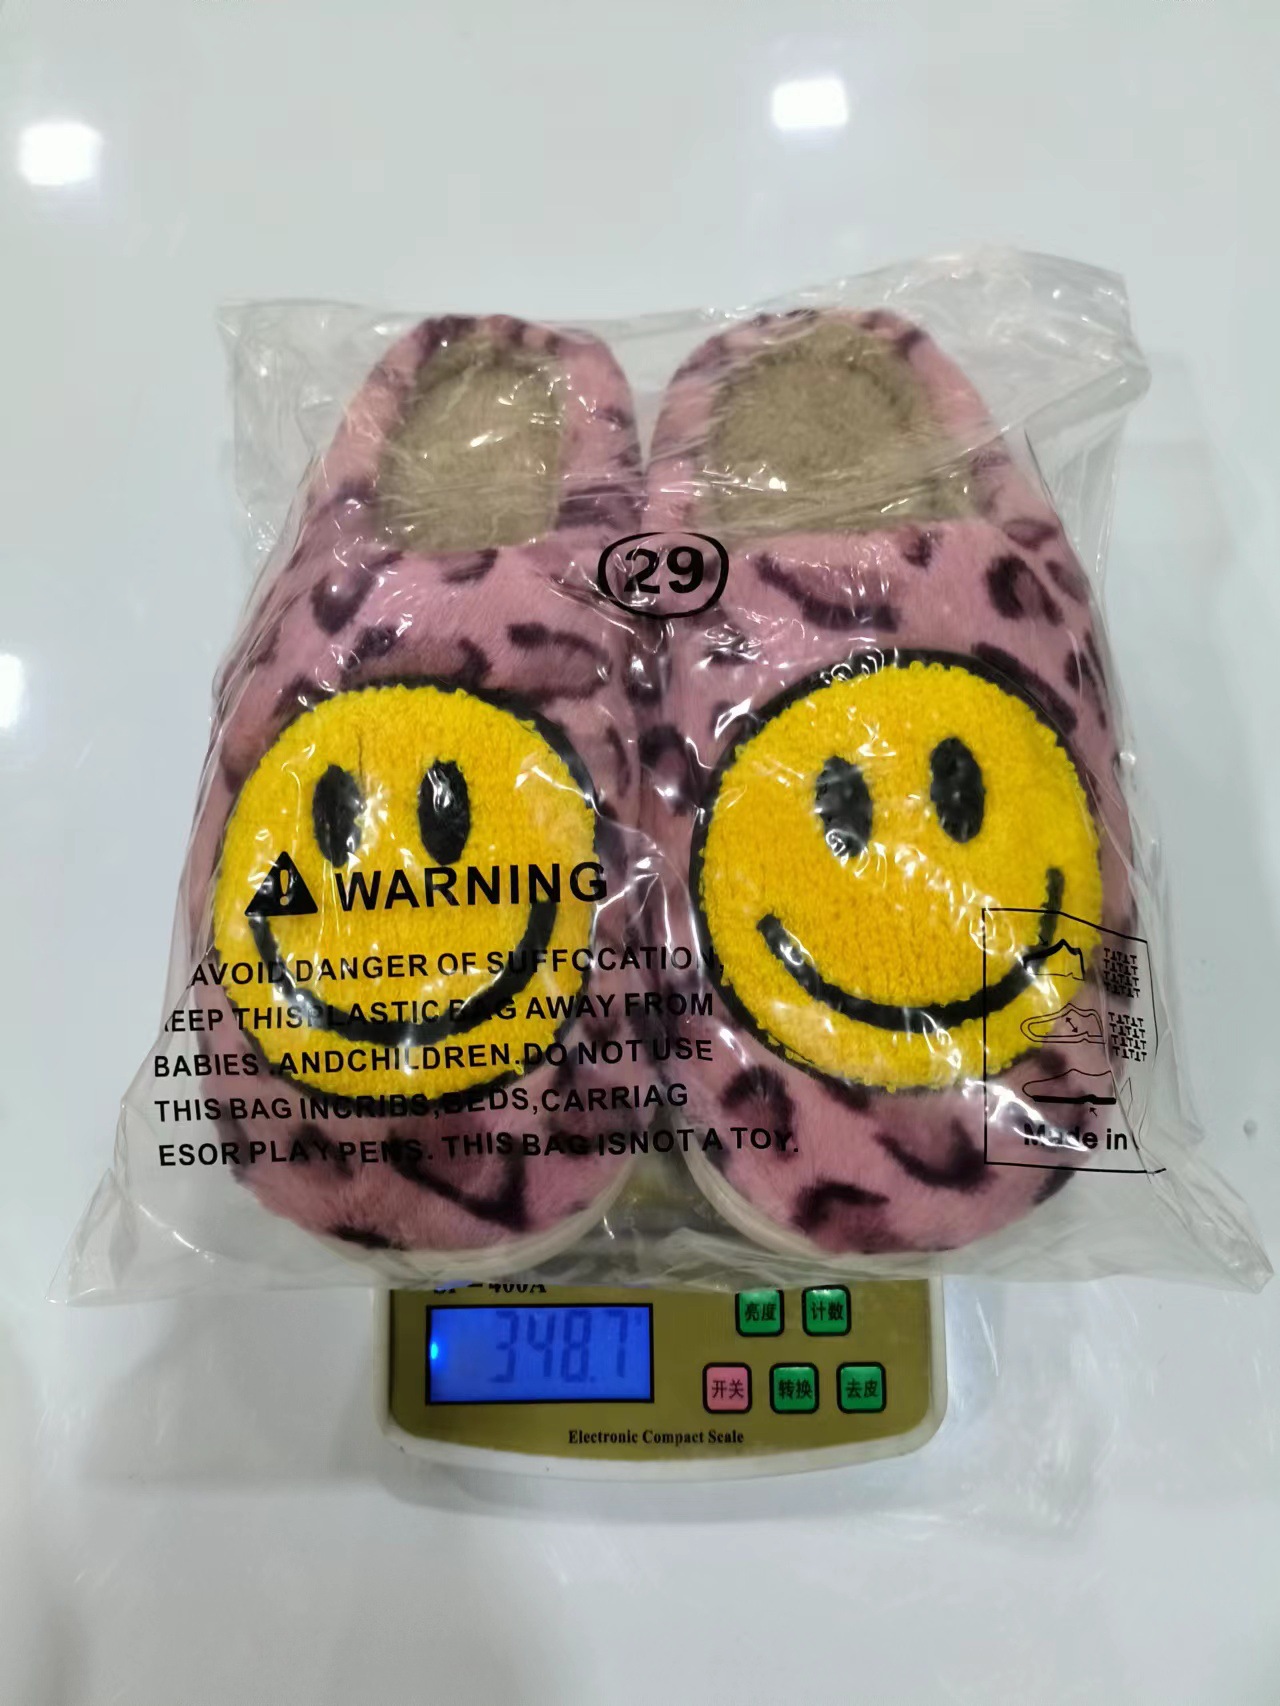 29
WARNING
AVOID DANGER OF SUFFOCATION,
KEEP THISPLASTIC BAG AWAY FROM
BABIES .ANDCHILDREN.DO NOT USE
THIS BAG INCRIBS,BEDS,CARRIAG
ESOR PLAYPENS. THIS BAG ISNOT A TOY.
Made in
SF-400A
348.7
亮度 计数
开关 转换 去皮
Electronic Compact Scale